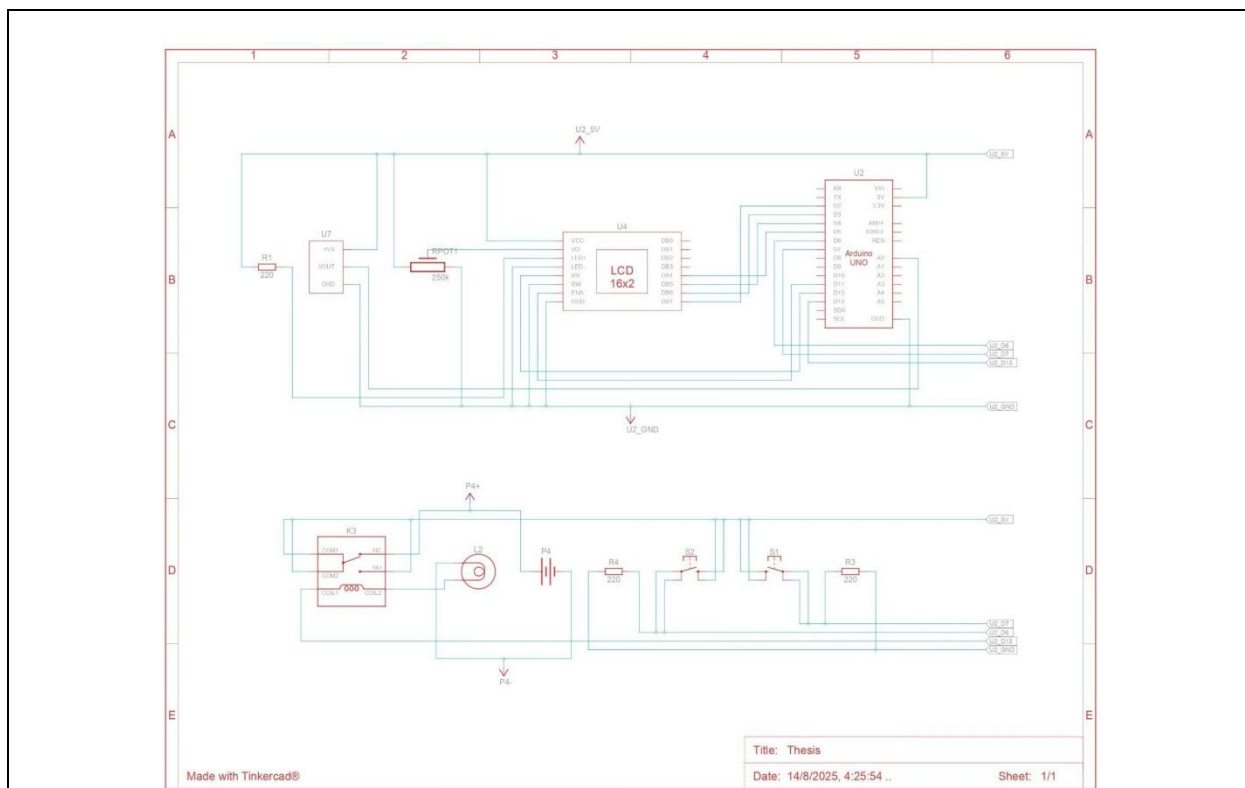 1 2 3 4 5 6
A A
U2_5V
U2_5V
U2
RX VIN
TX 5V
D2 3.3V
D3
D4 AREF
D5 IOREF
D6 RES
D7
D8 A0
D9 A1
D10 A2
D11 A3
D12 A4
D13 A5
SDA
SCL GND
Arduino
UNO
B B
U7
+VS
VOUT
GND
R1
220
RPOT1
250k
U4
VCC DB0
VO DB1
LED+ DB2
LED- DB3
RS DB4
RW DB5
ENA DB6
GND DB7
LCD
16x2
U2_D6
U2_D7
U2_D13
U2_GND
C C
U2_GND
P4+
U2_5V
D D
K3
COM1 NC
COM2 NO
COIL1 COIL2
L2
P4
R4
220
S2
S1
R3
220
U2_D7
U2_D6
U2_D13
U2_GND
P4-
E E
Title: Thesis
Made with Tinkercad®
Date: 14/8/2025, 4:25:54 ..
Sheet: 1/1